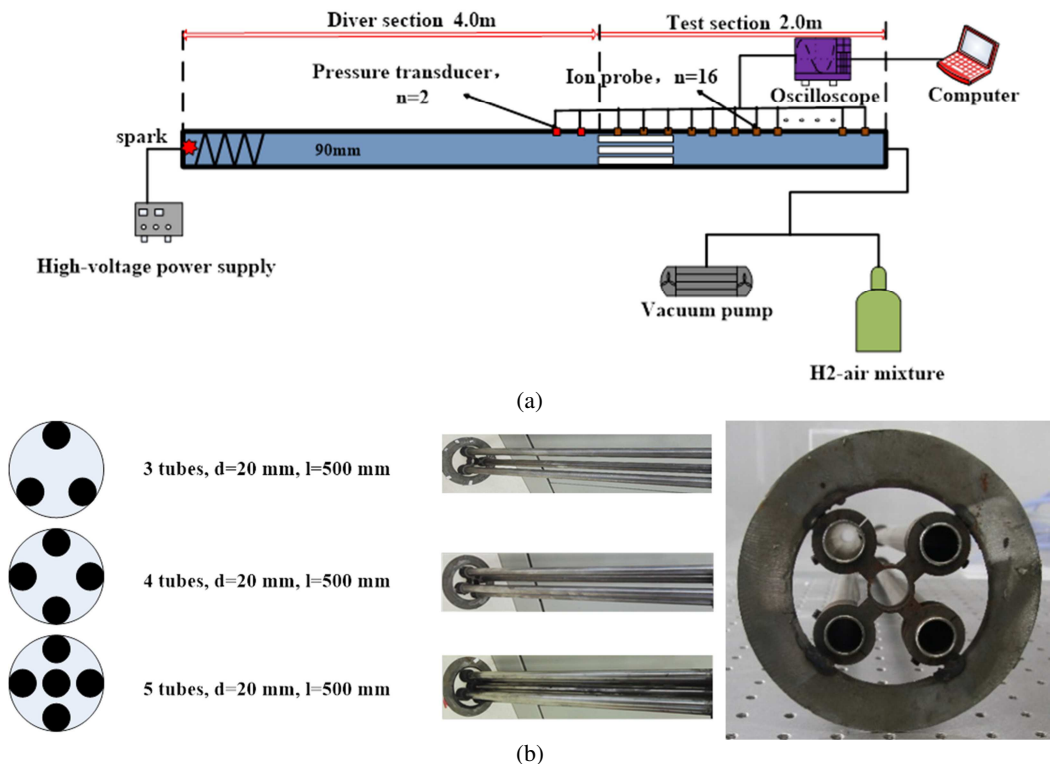 Diver section 4.0m
Test section 2.0m
Pressure transducer,
n=2
Ion probe, n=16
Oscilloscope
Computer
spark
90mm
High-voltage power supply
Vacuum pump
H2-air mixture
(a)
3 tubes, d=20 mm, l=500 mm
4 tubes, d=20 mm, l=500 mm
5 tubes, d=20 mm, l=500 mm
(b)